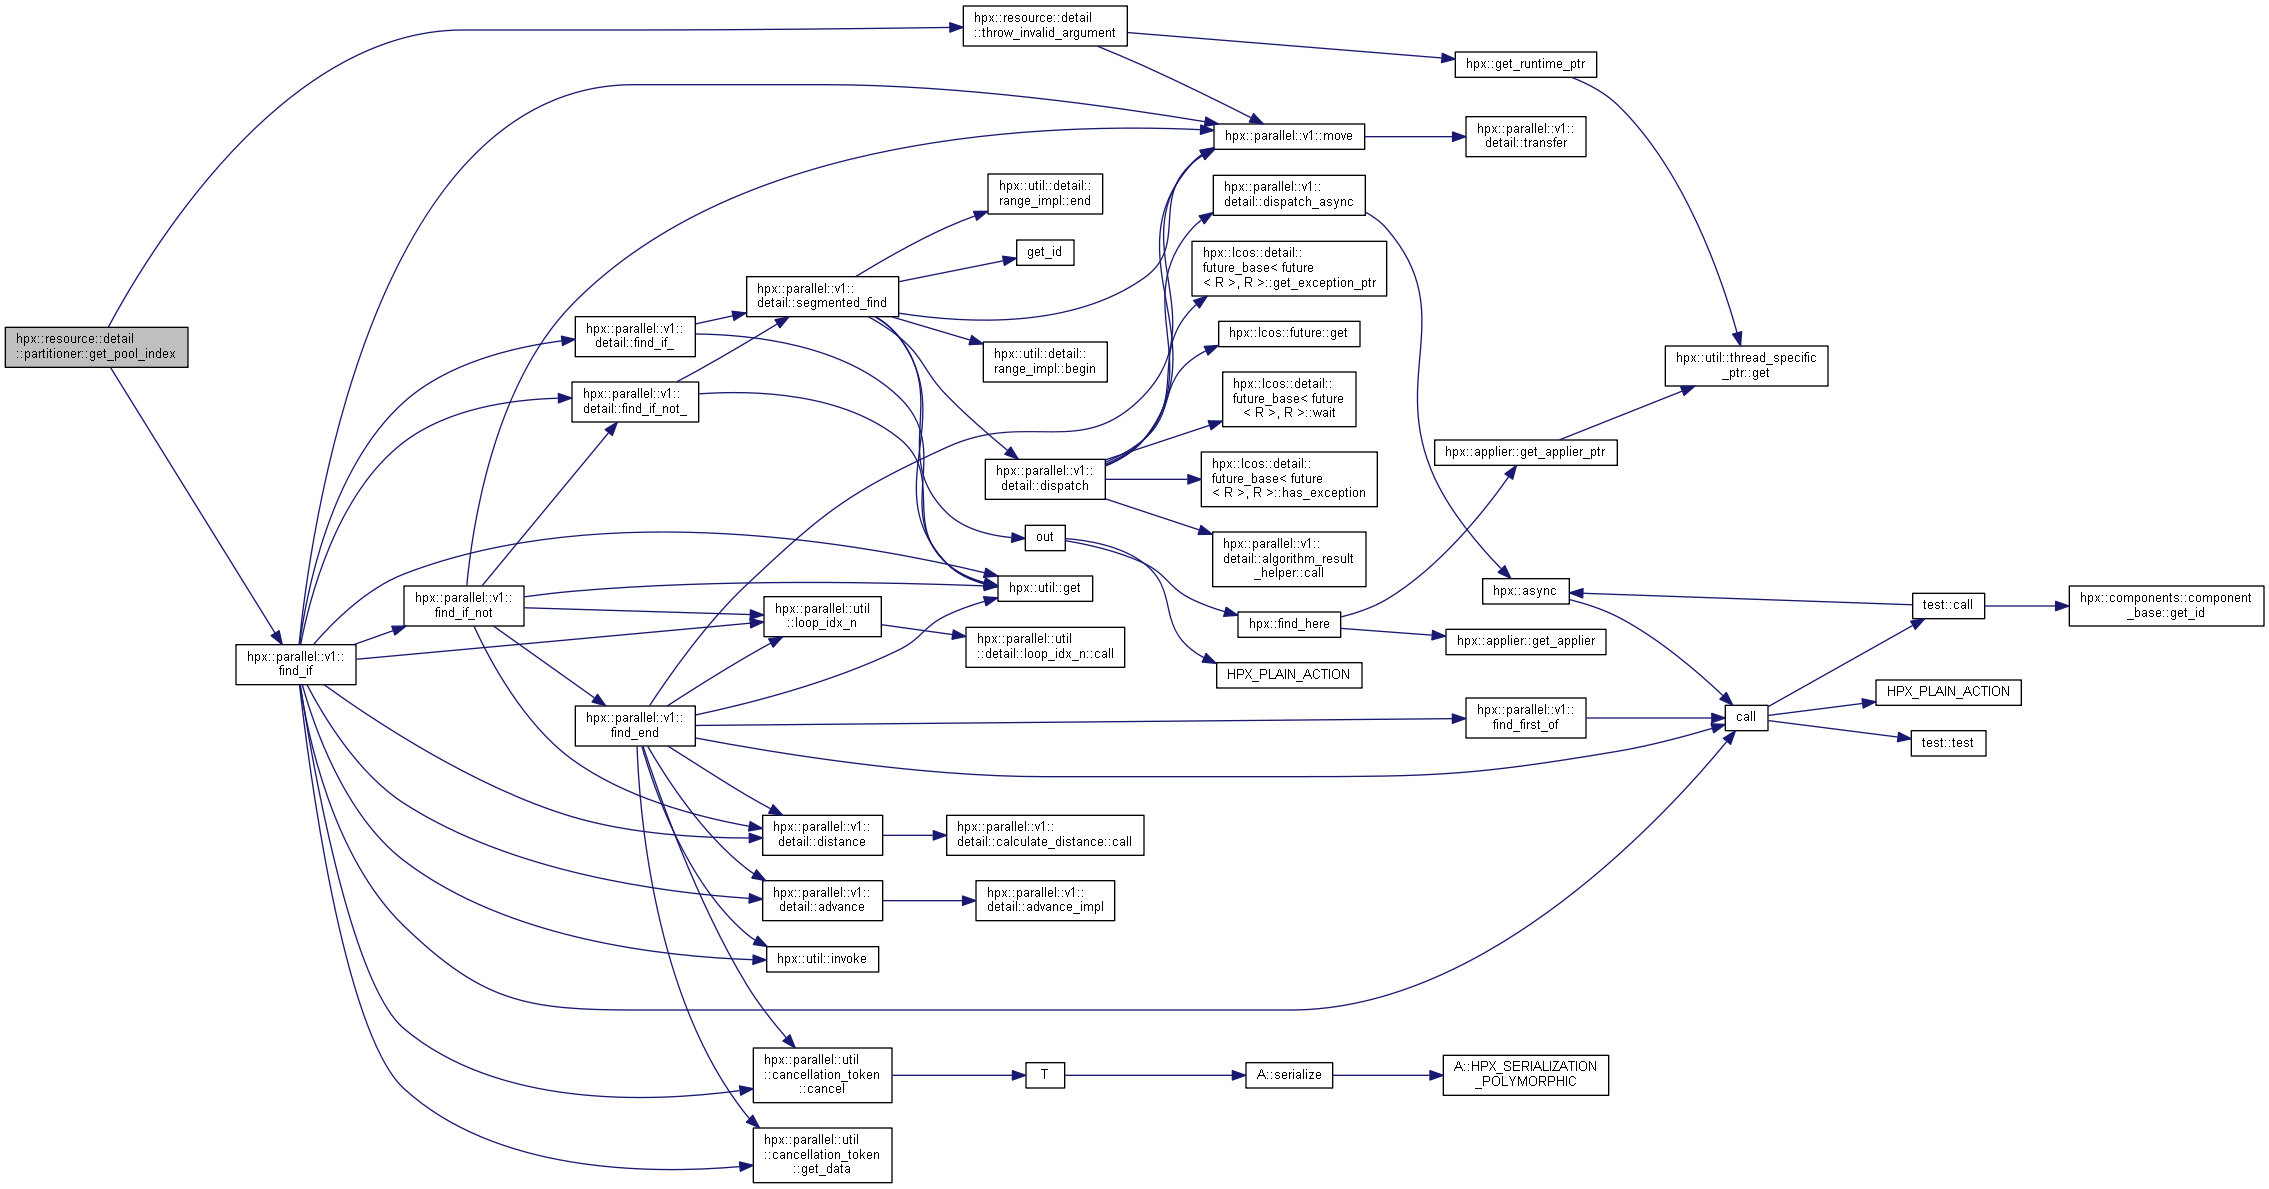 hpx::resource::detail
::partitioner::get_pool_index
hpx::parallel::v1::
find_if
hpx::parallel::v1::
find_if_not
hpx::parallel::v1::
detail::find_if_
hpx::parallel::v1::
detail::find_if_not_
hpx::parallel::v1::
find_end
hpx::parallel::v1::
detail::segmented_find
hpx::parallel::util
::loop_idx_n
hpx::parallel::v1::
detail::distance
hpx::parallel::v1::
detail::advance
hpx::util::invoke
hpx::parallel::util
::cancellation_token
::cancel
hpx::parallel::util
::cancellation_token
::get_data
hpx::resource::detail
::throw_invalid_argument
hpx::util::detail::
range_impl::end
get_id
hpx::util::detail::
range_impl::begin
hpx::parallel::v1::
detail::dispatch
out
hpx::util::get
hpx::parallel::util
::detail::loop_idx_n::call
hpx::parallel::v1::
detail::calculate_distance::call
hpx::parallel::v1::
detail::advance_impl
T
hpx::parallel::v1::move
hpx::parallel::v1::
detail::dispatch_async
hpx::lcos::detail::
future_base< future
< R >, R >::get_exception_ptr
hpx::lcos::future::get
hpx::lcos::detail::
future_base< future
< R >, R >::wait
hpx::lcos::detail::
future_base< future
< R >, R >::has_exception
hpx::parallel::v1::
detail::algorithm_result
_helper::call
hpx::find_here
HPX_PLAIN_ACTION
A::serialize
hpx::get_runtime_ptr
hpx::parallel::v1::
detail::transfer
hpx::applier::get_applier_ptr
hpx::async
hpx::applier::get_applier
hpx::parallel::v1::
find_first_of
A::HPX_SERIALIZATION
_POLYMORPHIC
hpx::util::thread_specific
_ptr::get
call
test::call
HPX_PLAIN_ACTION
test::test
hpx::components::component
_base::get_id